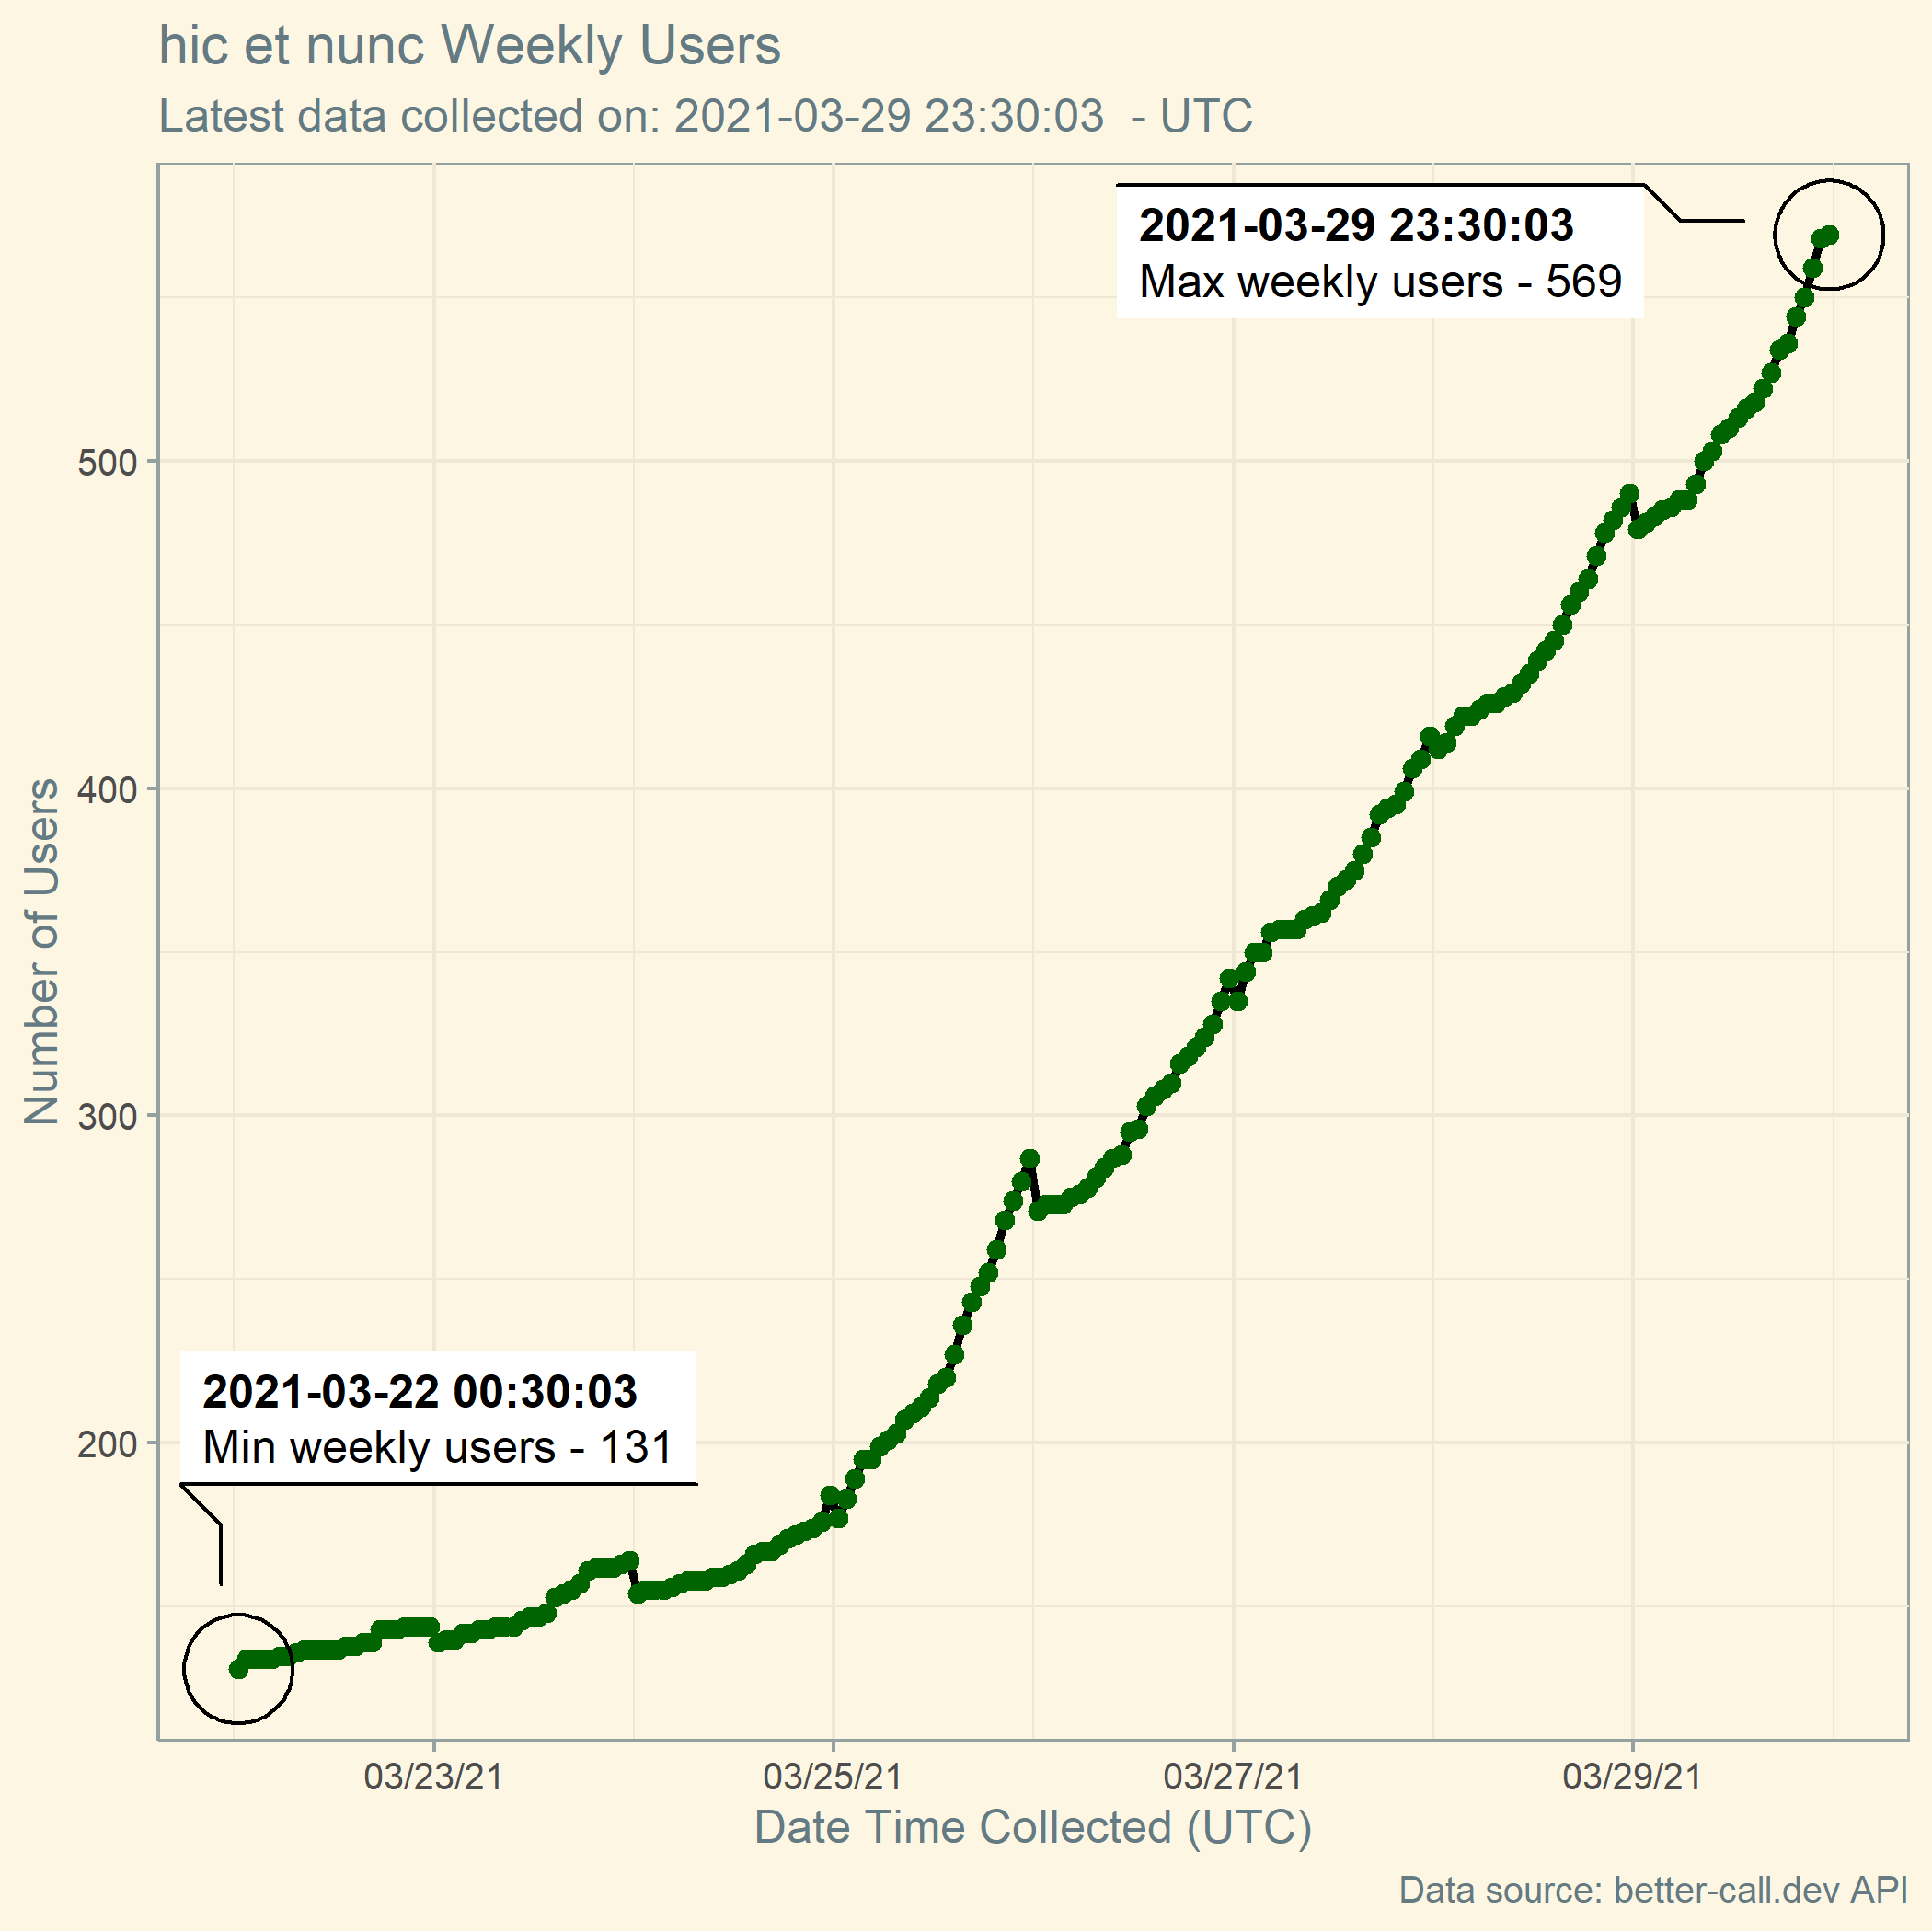 hic et nunc Weekly Users
Latest data collected on: 2021-03-29 23:30:03  - UTC
2021-03-29 23:30:03
Max weekly users - 569
500
400
300
200
Number of Users
2021-03-22 00:30:03
Min weekly users - 131
03/23/21 03/25/21 03/27/21 03/29/21
Date Time Collected (UTC)
Data source: better-call.dev API